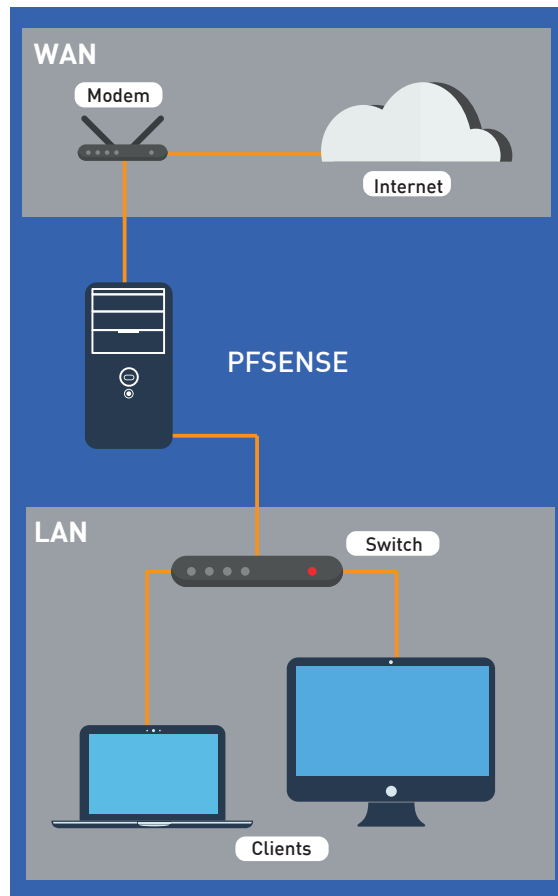 WAN
Modem
Internet
PFSENSE
LAN
Switch
Clients